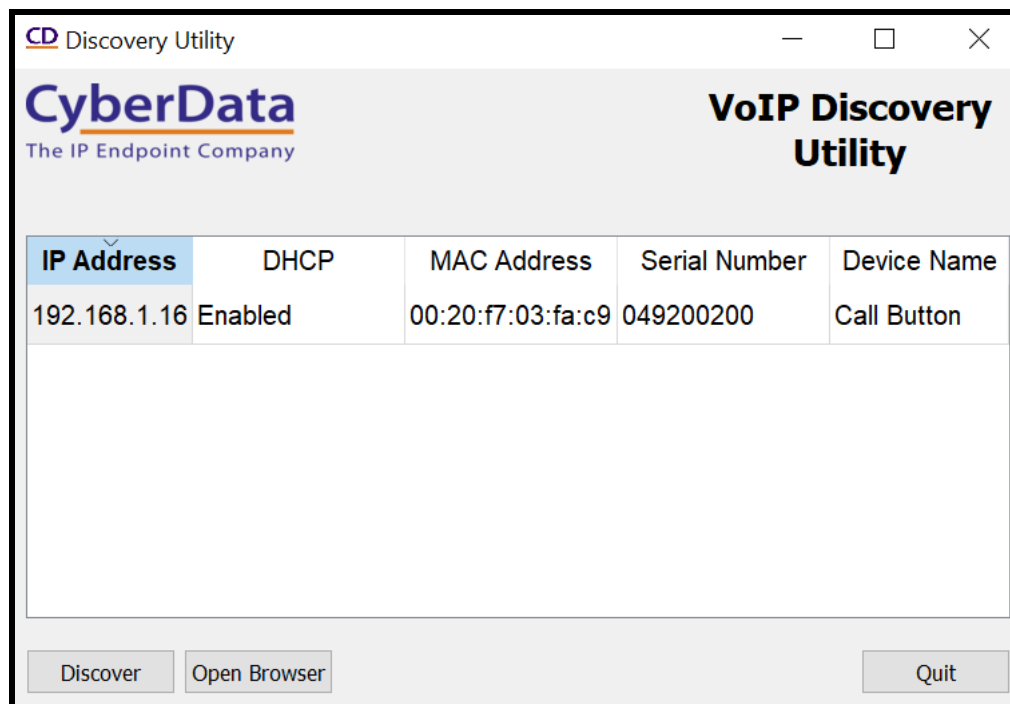 CD Discovery Utility
CyberData
The IP Endpoint Company
VoIP Discovery
Utility
IP Address DHCP MAC Address Serial Number Device Name
192.168.1.16 Enabled 00:20:f7:03:fa:c9 049200200 Call Button
Discover Open Browser Quit